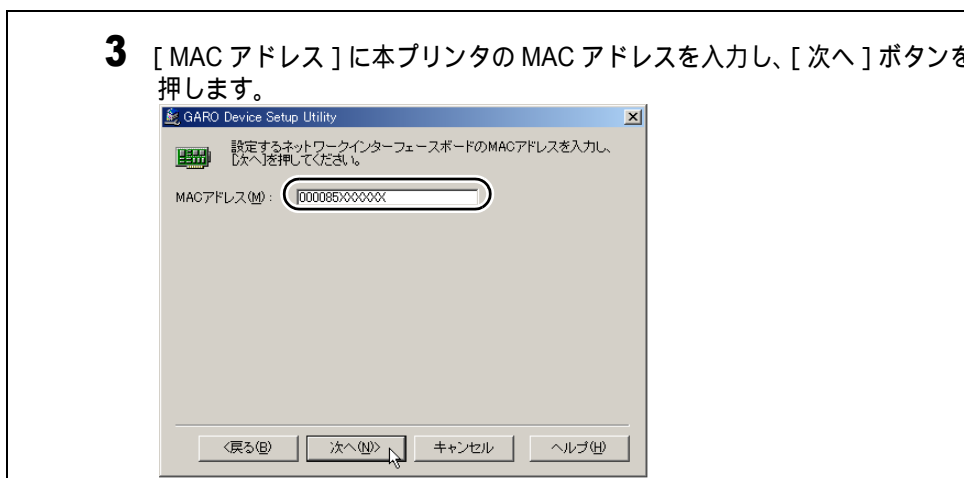 3 [ MAC アドレス ] に本プリンタの MAC アドレスを入力し、[ 次へ ] ボタンを
押します。
GARO Device Setup Utility
設定するネットワークインターフェースボードのMACアドレスを入力し、
[次へ]を押してください。
MACアドレス(M) : 000085XXXXXX
<戻る(B) 次へ(N)> キャンセル ヘルプ(H)